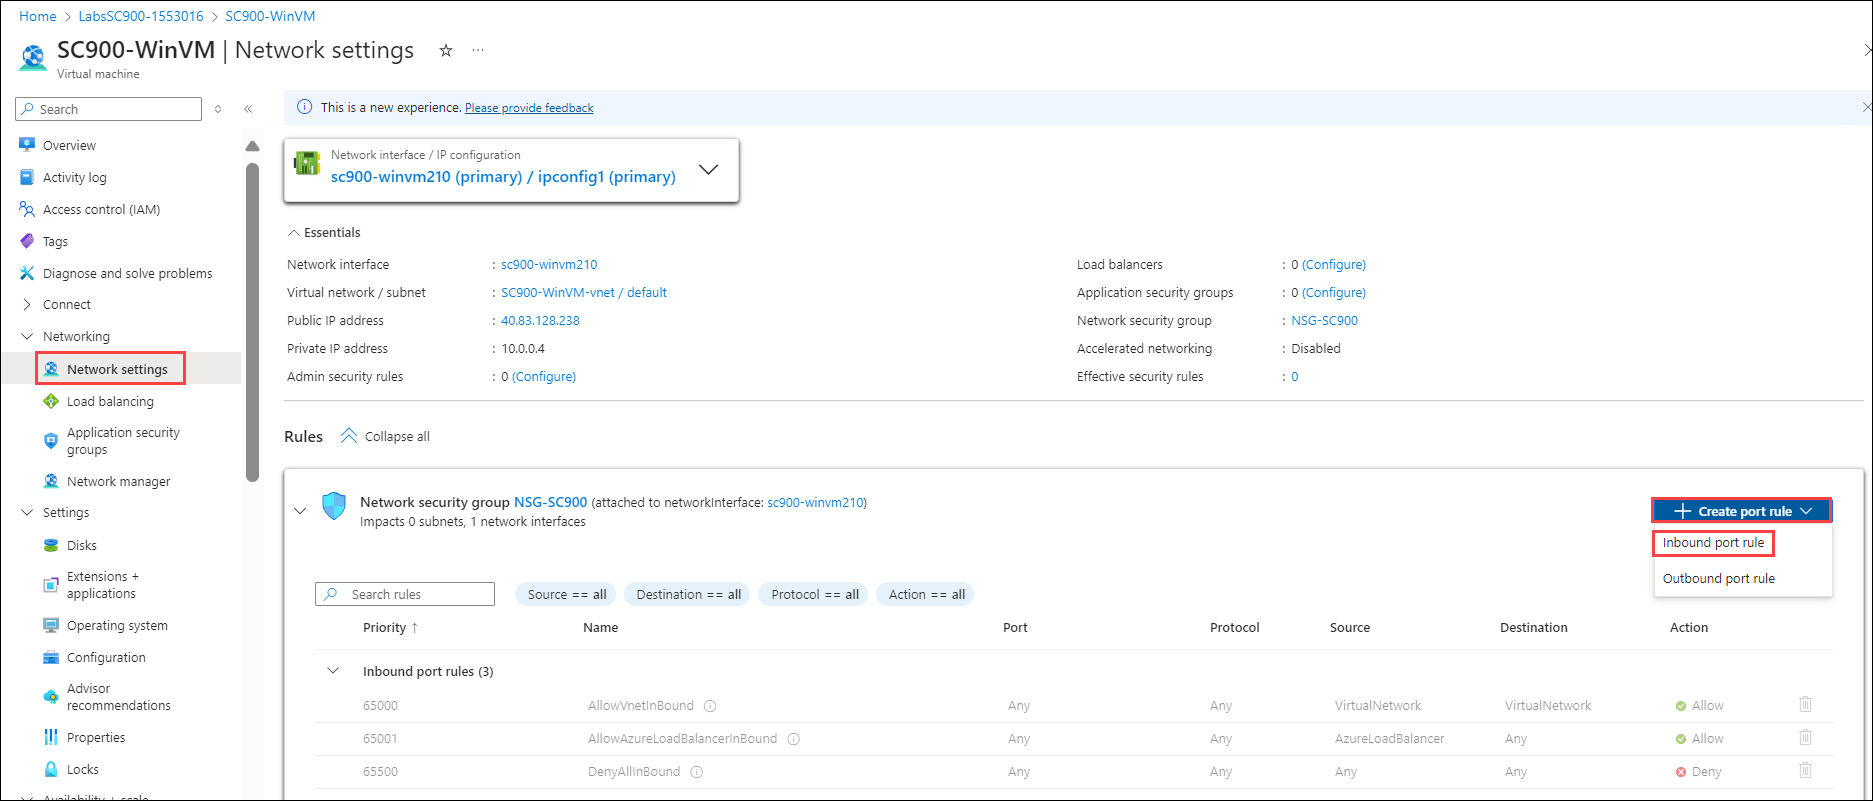 Home > LabsSC900-1553016 > SC900-WinVM
SC900-WinVM | Network settings
Virtual machine
Search
Overview
Activity log
Access control (IAM)
Tags
Diagnose and solve problems
Connect
Networking
Network settings
Load balancing
Application security
groups
Network manager
Settings
Disks
Extensions +
applications
Operating system
Configuration
Advisor
recommendations
Properties
Locks
Availability + scale
This is a new experience. Please provide feedback
Network interface / IP configuration
sc900-winvm210 (primary) / ipconfig1 (primary)
Essentials
Network interface : sc900-winvm210
Virtual network / subnet : SC900-WinVM-vnet / default
Public IP address : 40.83.128.238
Private IP address : 10.0.0.4
Admin security rules : 0 (Configure)
Load balancers : 0 (Configure)
Application security groups : 0 (Configure)
Network security group : NSG-SC900
Accelerated networking : Disabled
Effective security rules : 0
Rules Collapse all
Network security group NSG-SC900 (attached to networkInterface: sc900-winvm210)
Impacts 0 subnets, 1 network interfaces
+ Create port rule
Inbound port rule
Outbound port rule
Search rules Source == all Destination == all Protocol == all Action == all
Priority ↑ Name Port Protocol Source Destination Action
Inbound port rules (3)
65000 AllowVnetInBound Any Any VirtualNetwork VirtualNetwork Allow
65001 AllowAzureLoadBalancerInBound Any Any AzureLoadBalancer Any Allow
65500 DenyAllInBound Any Any Any Any Deny